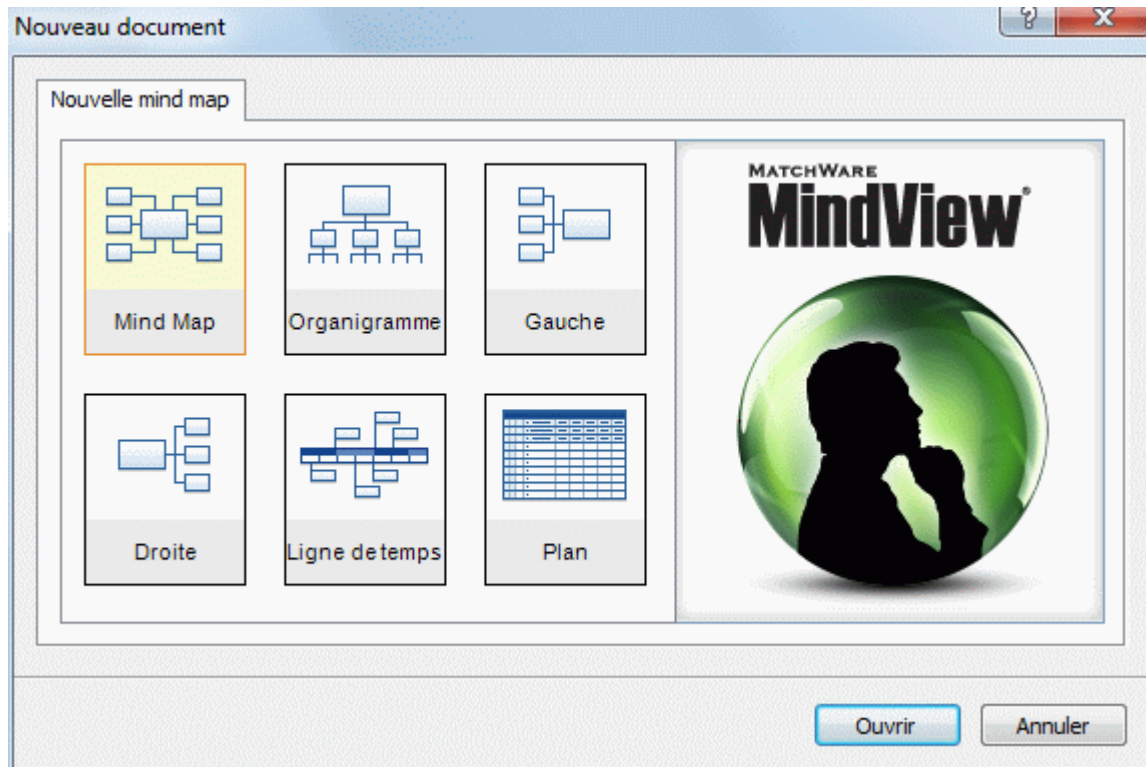 Nouveau document
Nouvelle mind map
Mind Map
Organigramme
Gauche
Droite
Ligne de temps
Plan
MATCHWARE
MindView®
Ouvrir
Annuler